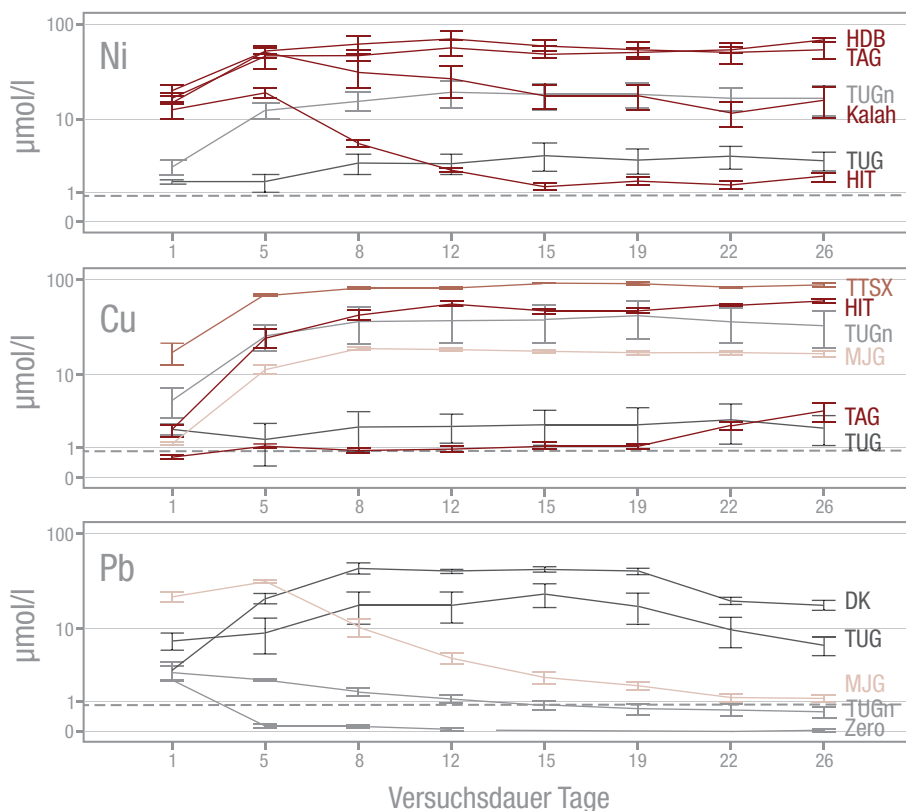 Ni
µmol/l
100
10
1
0
HDB
TAG
TUGn
Kalah
TUG
HIT
1 5 8 12 15 19 22 26
Cu
µmol/l
100
10
1
0
TTSX
HIT
TUGn
MJG
TAG
TUG
1 5 8 12 15 19 22 26
Pb
µmol/l
100
10
1
0
DK
TUG
MJG
TUGn
Zero
1 5 8 12 15 19 22 26
Versuchsdauer Tage